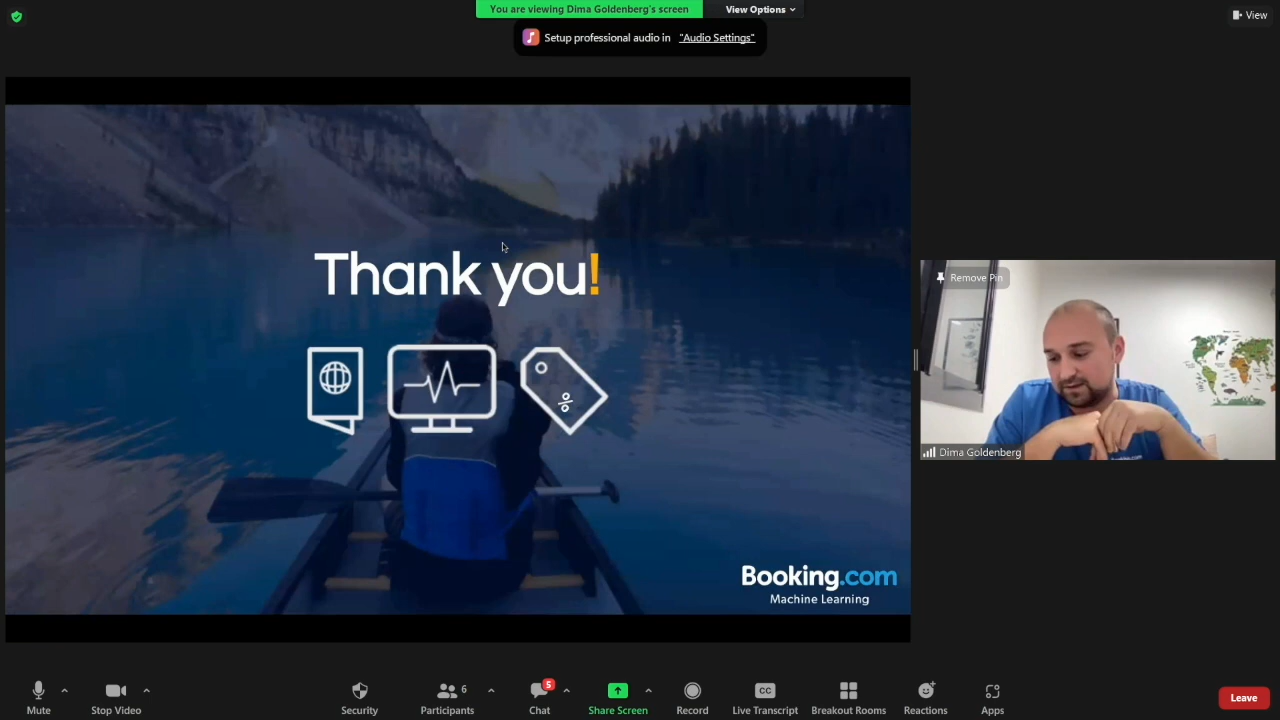 You are viewing Dima Goldenberg's screen
View Options
View
Setup professional audio in "Audio Settings"
Thank you!
%
Booking.com
Machine Learning
Remove Pin
Dima Goldenberg
Mute
Stop Video
Security
6
Participants
5
Chat
Share Screen
Record
CC
Live Transcript
Breakout Rooms
Reactions
Apps
Leave